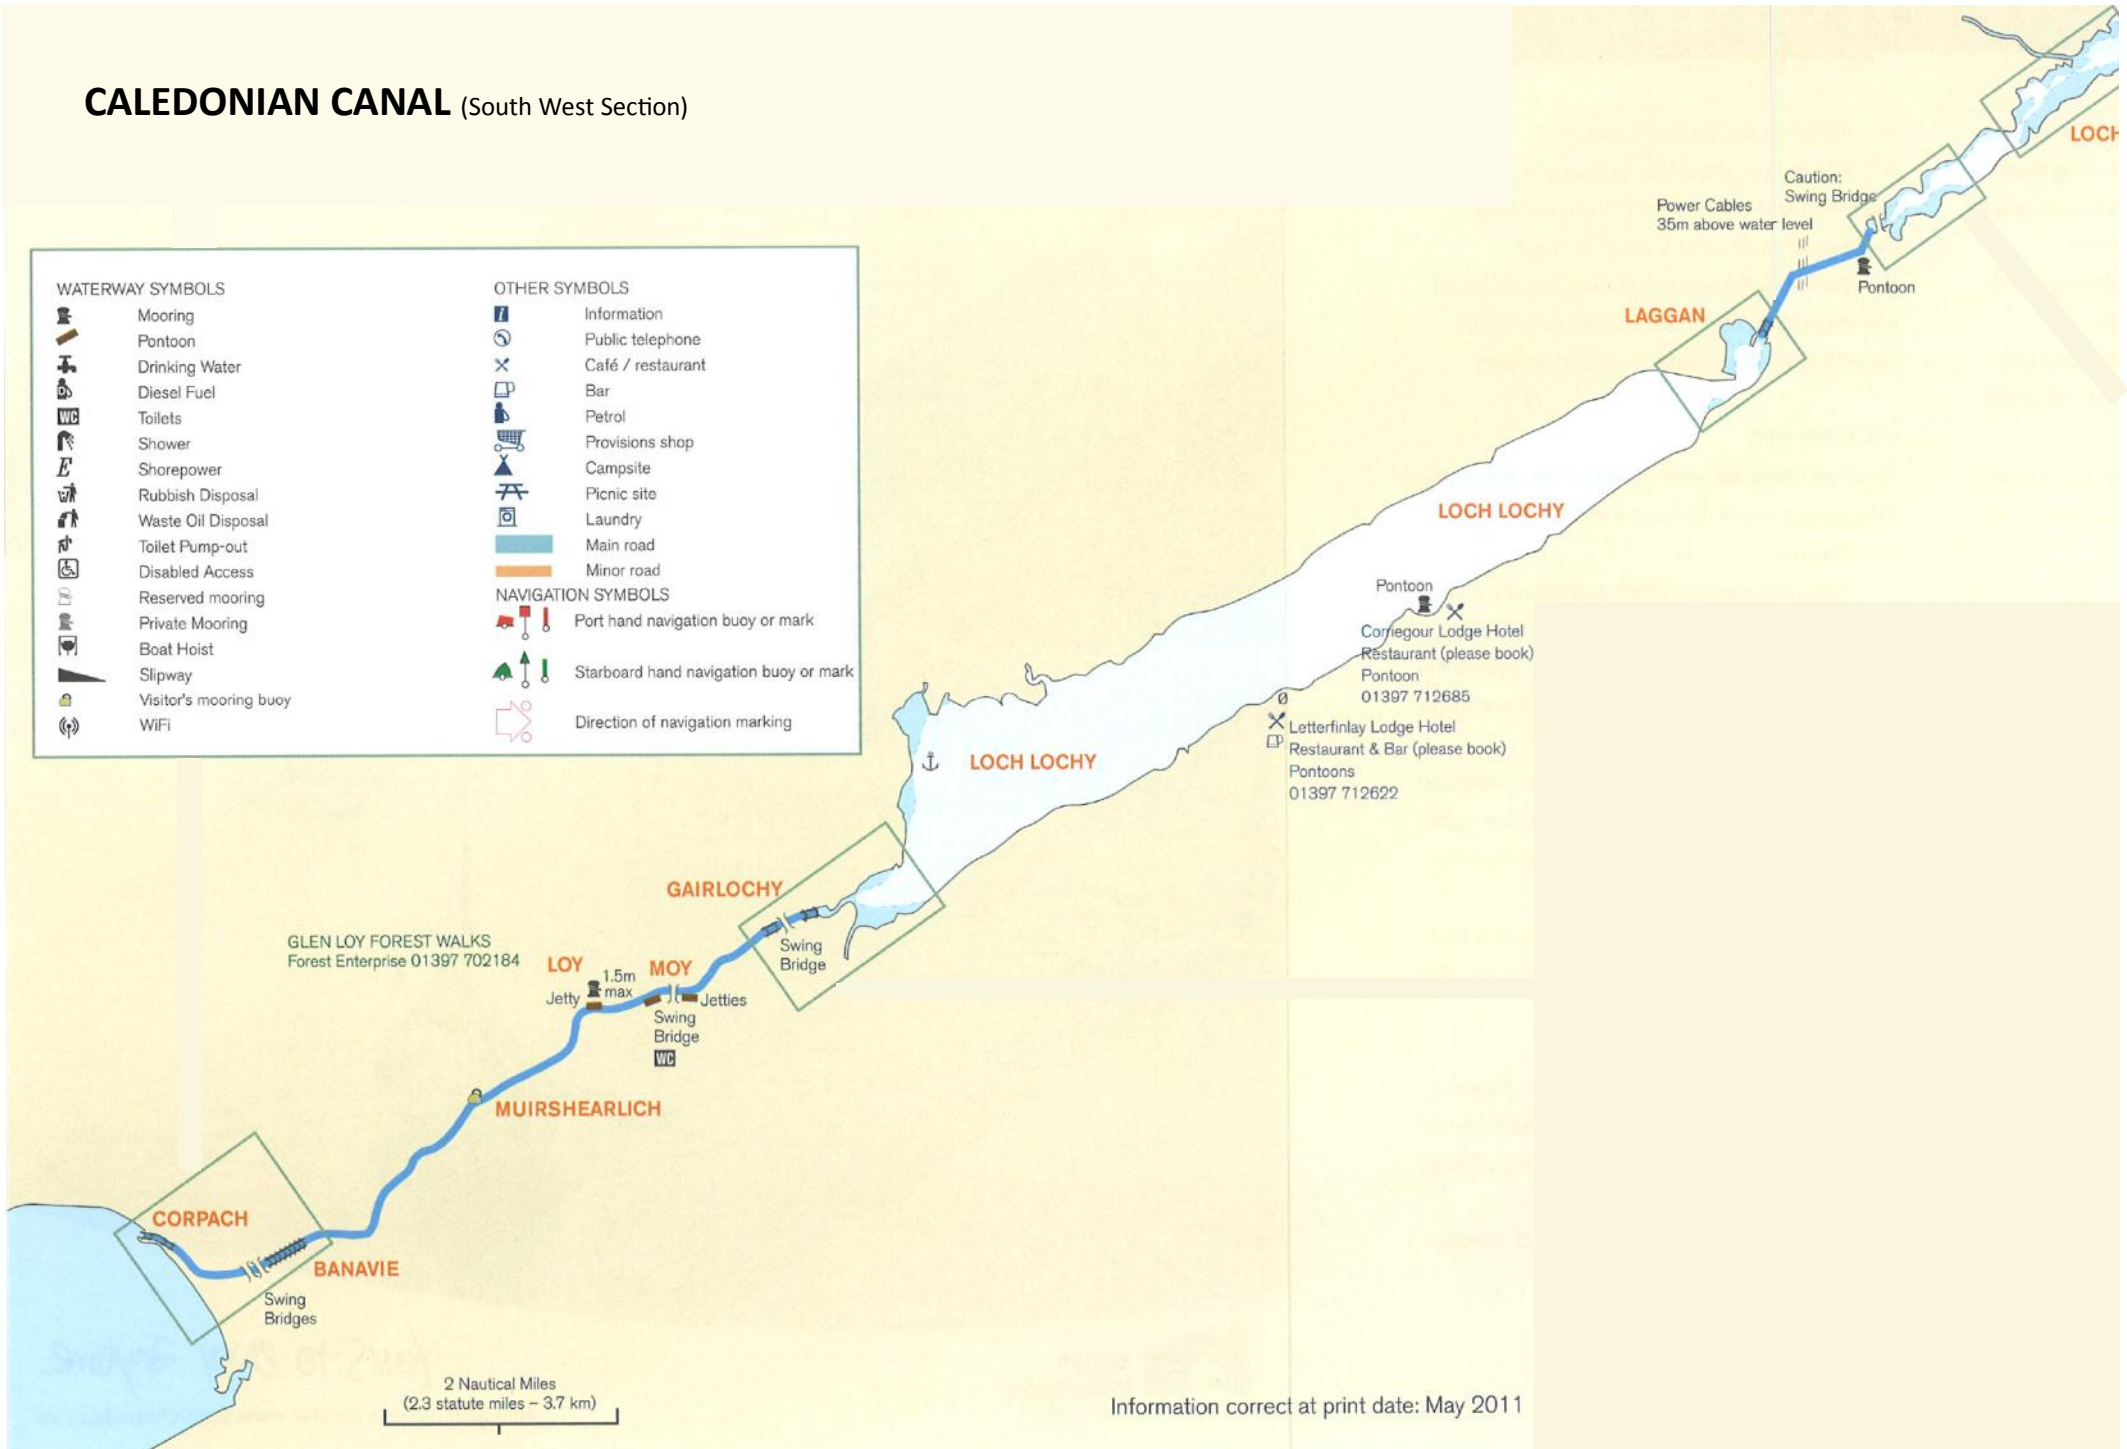 CALEDONIAN CANAL (South West Section)
LOCH
Caution:
Swing Bridge
Power Cables
35m above water level
Pontoon
LAGGAN
WATERWAY SYMBOLS
Mooring
Pontoon
Drinking Water
Diesel Fuel
WC Toilets
Shower
E Shorepower
Rubbish Disposal
Waste Oil Disposal
Toilet Pump-out
Disabled Access
Reserved mooring
Private Mooring
Boat Hoist
Slipway
Visitor's mooring buoy
WiFi
OTHER SYMBOLS
i Information
Public telephone
Café / restaurant
Bar
Petrol
Provisions shop
Campsite
Picnic site
Laundry
Main road
Minor road
NAVIGATION SYMBOLS
Port hand navigation buoy or mark
Starboard hand navigation buoy or mark
Direction of navigation marking
LOCH LOCHY
Pontoon
Corriegour Lodge Hotel
Restaurant (please book)
Pontoon
01397 712685
Letterfinlay Lodge Hotel
Restaurant & Bar (please book)
Pontoons
01397 712622
LOCH LOCHY
GAIRLOCHY
Swing
Bridge
GLEN LOY FOREST WALKS
Forest Enterprise 01397 702184
LOY
1.5m
max
Jetty
MOY
Jetties
Swing
Bridge
WC
MUIRSHEARLICH
CORPACH
BANAVIE
Swing
Bridges
2 Nautical Miles
(2.3 statute miles – 3.7 km)
Information correct at print date: May 2011